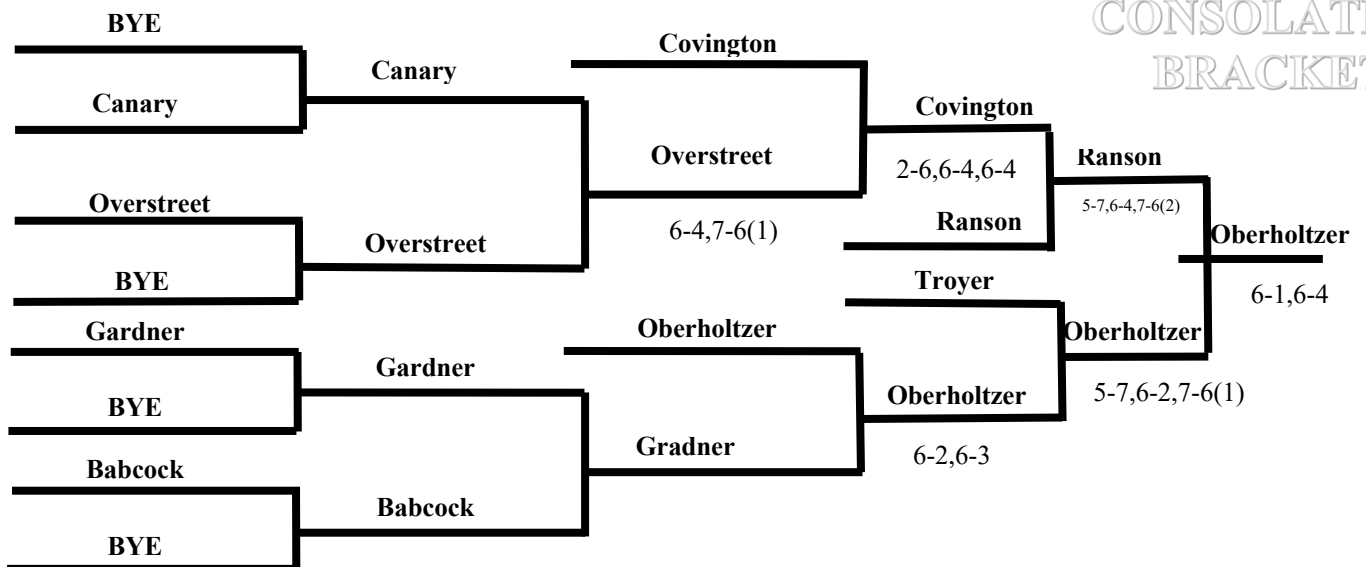 CONSOLATI
BRACKET
BYE
Canary
Overstreet
BYE
Gardner
BYE
Babcock
BYE
Canary
Overstreet
Gardner
Babcock
Covington
Overstreet
6-4,7-6(1)
Oberholtzer
Gradner
Covington
2-6,6-4,6-4
Ranson
Troyer
Oberholtzer
6-2,6-3
Ranson
5-7,6-4,7-6(2)
Oberholtzer
5-7,6-2,7-6(1)
Oberholtzer
6-1,6-4